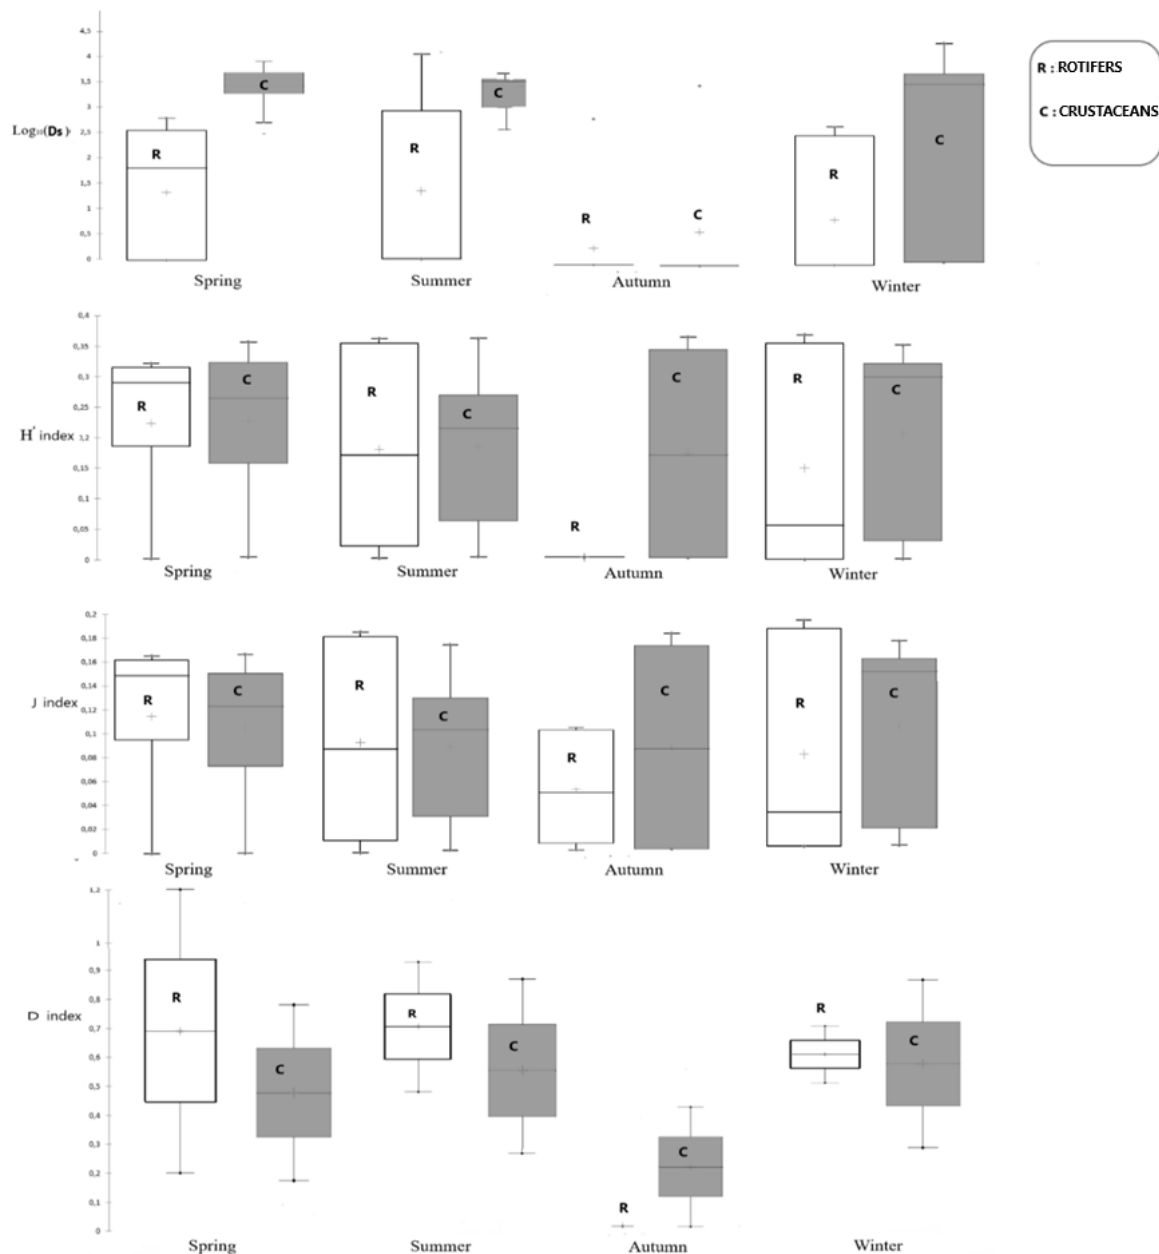 4,5
4
3,5
3
2,5
2
1,5
1
0,5
0
Log₁₀(Ds)
R
C
R
C
R
C
R
C
R : ROTIFERS
C : CRUSTACEANS
Spring Summer Autumn Winter
0,4
0,35
0,3
0,25
0,15
0,1
0,05
0
H' index
R
C
R
C
R
C
R
C
Spring Summer Autumn Winter
0,2
0,18
0,16
0,14
0,12
0,1
0,08
0,06
0,04
0,02
0
J index
R
C
R
C
R
C
R
C
Spring Summer Autumn Winter
1,2
1
0,9
0,8
0,7
0,6
0,5
0,4
0,3
0,2
0,1
0
D index
R
C
R
C
R
C
R
C
Spring Summer Autumn Winter